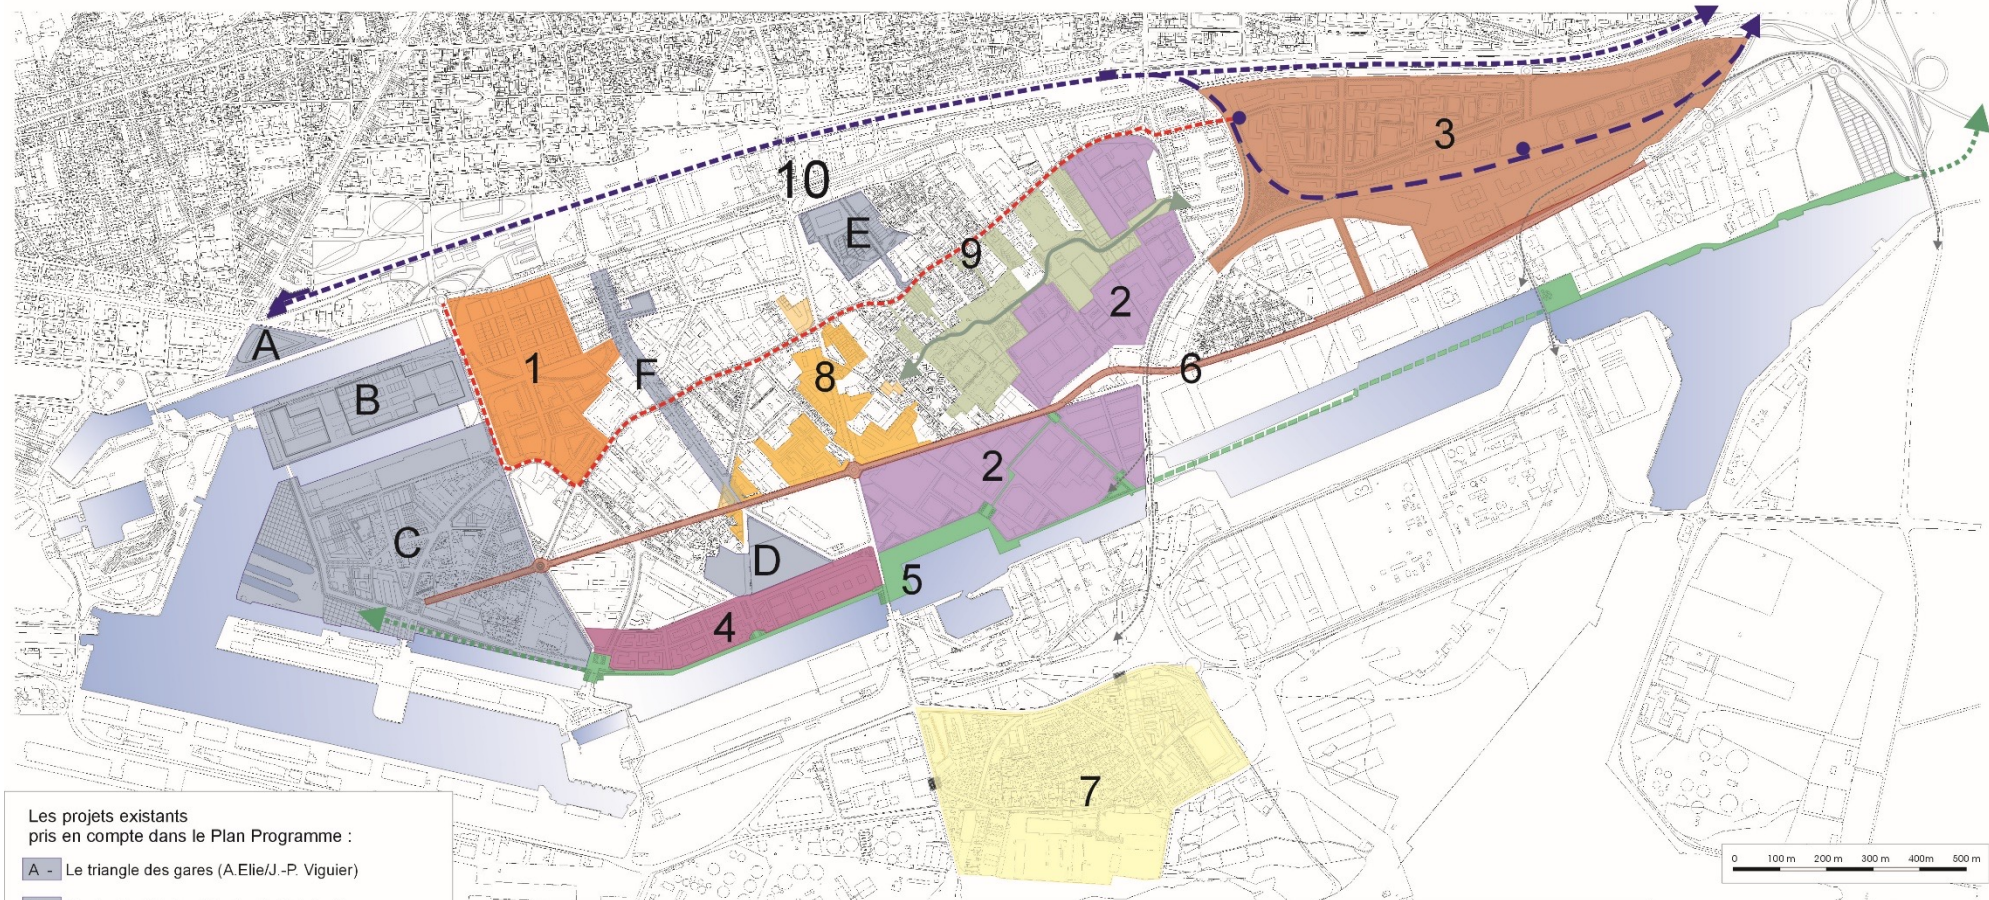 3
10
E
9
2
A
F
1
6
B
8
2
C
D
5
4
7
Les projets existants
pris en compte dans le Plan Programme :
A - Le triangle des gares (A.Elie/J.-P. Viguier)
0 100 m 200 m 300 m 400m 500 m